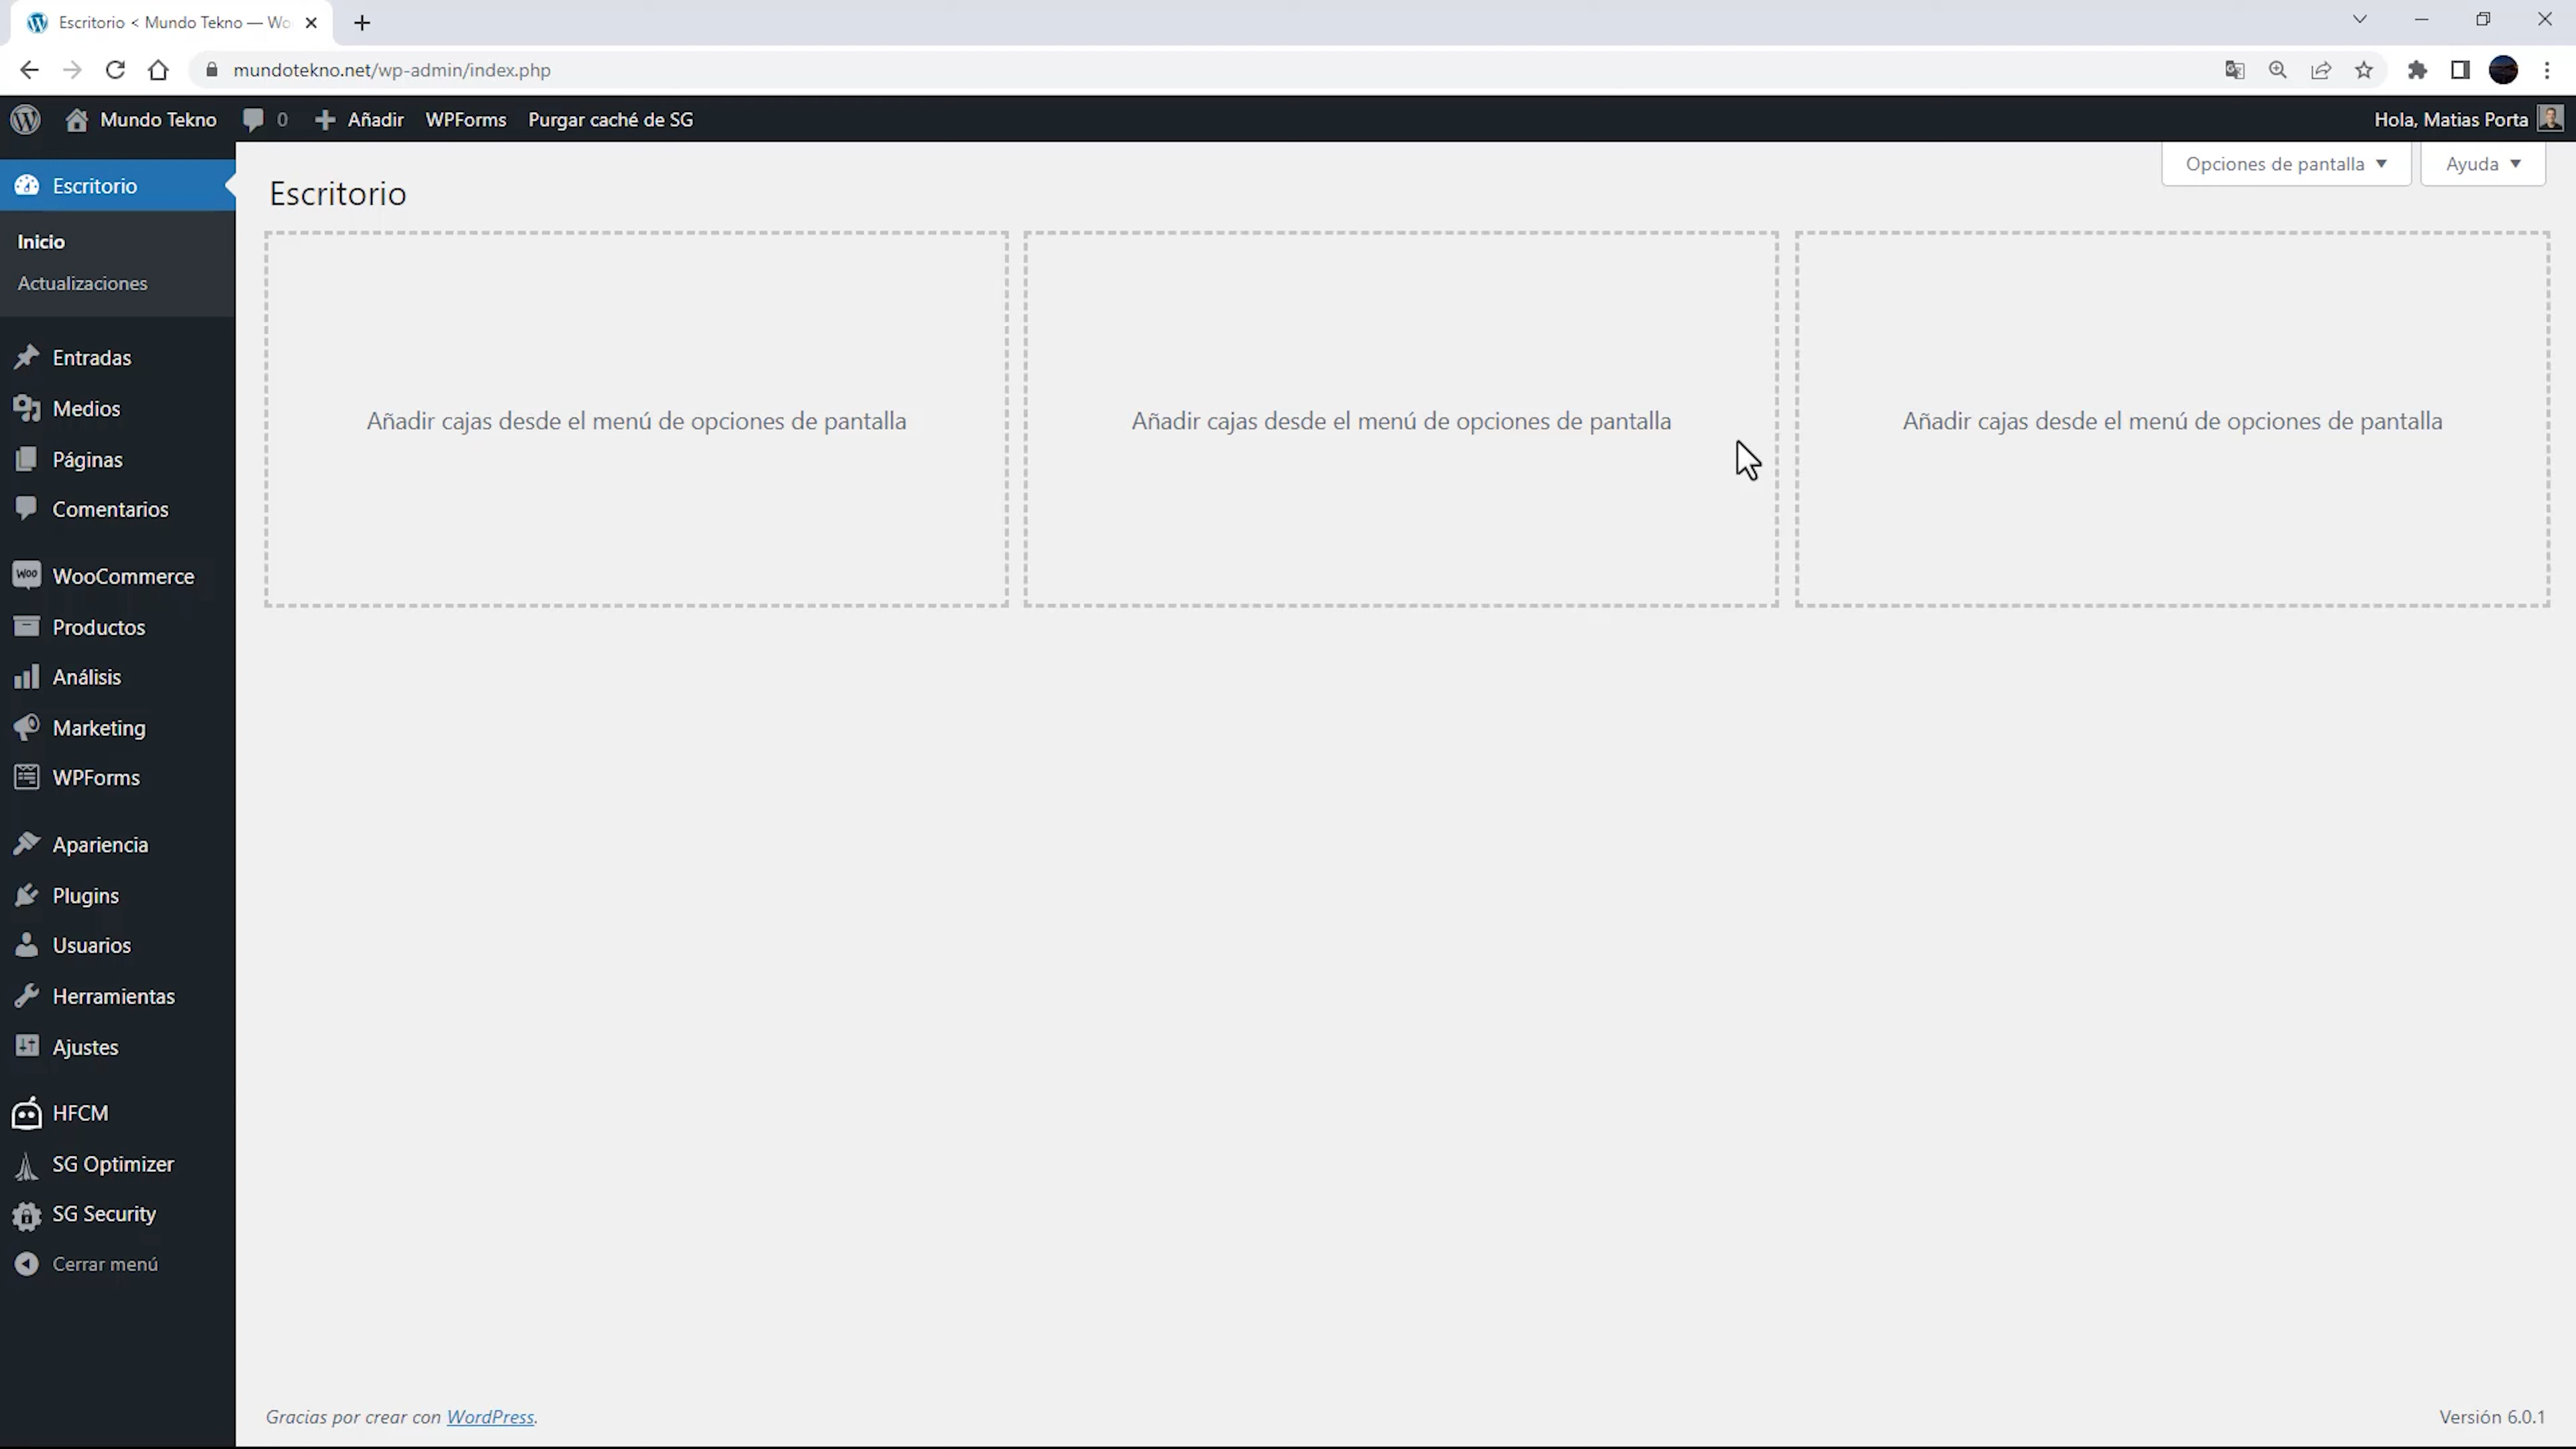 Escritorio < Mundo Tekno — Wo
mundotekno.net/wp-admin/index.php
Mundo Tekno 0 Añadir WPForms Purgar caché de SG Hola, Matias Porta
Opciones de pantalla Ayuda
Escritorio
Inicio
Actualizaciones
Entradas
Medios
Páginas
Comentarios
WooCommerce
Productos
Análisis
Marketing
WPForms
Apariencia
Plugins
Usuarios
Herramientas
Ajustes
HFCM
SG Optimizer
SG Security
Cerrar menú
Escritorio
Añadir cajas desde el menú de opciones de pantalla
Añadir cajas desde el menú de opciones de pantalla
Añadir cajas desde el menú de opciones de pantalla
Gracias por crear con WordPress.
Versión 6.0.1